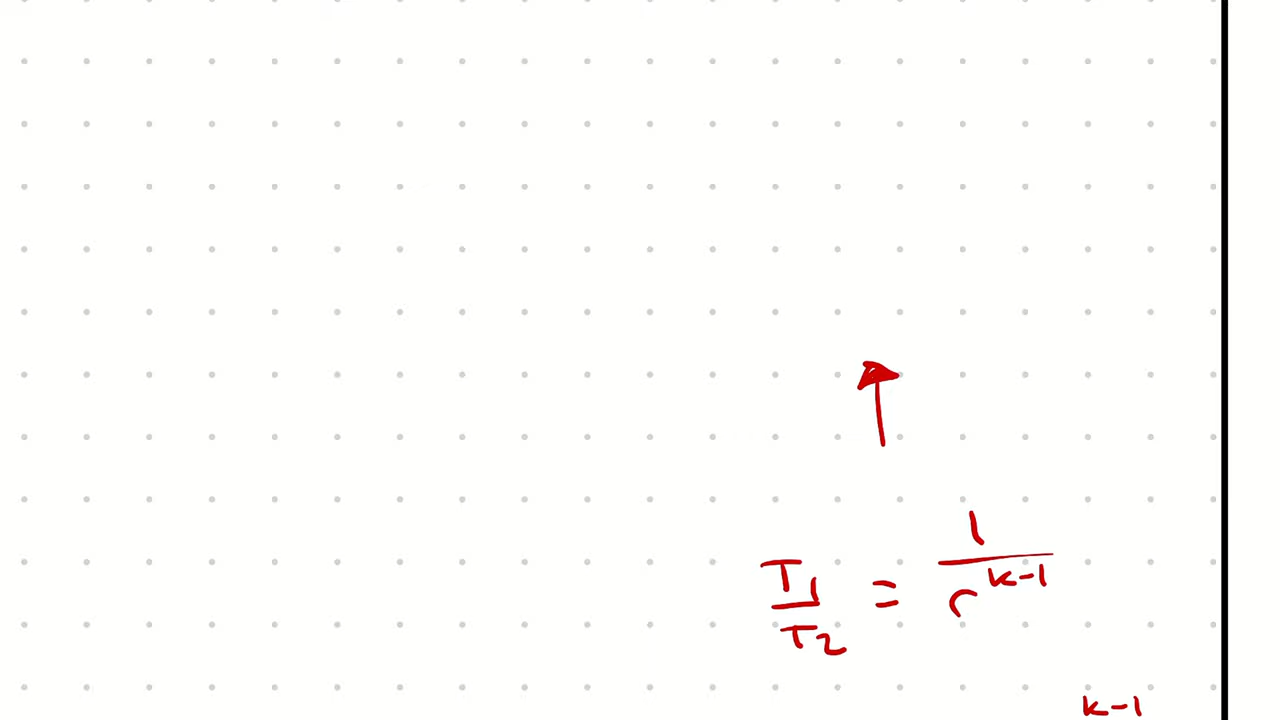 T₁/T₂ = 1/r^(k-1)
k-1